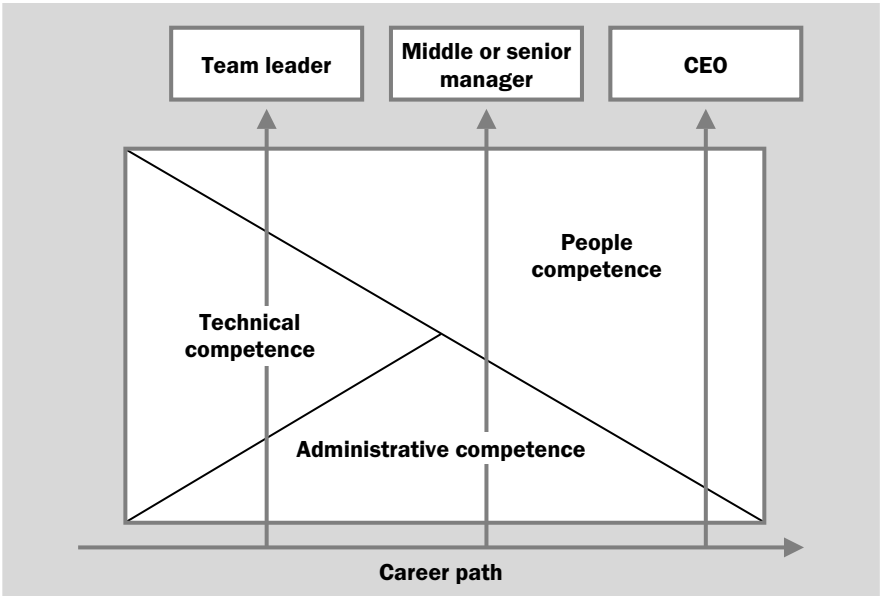 Team leader
Middle or senior
manager
CEO
People
competence
Technical
competence
Administrative competence
Career path